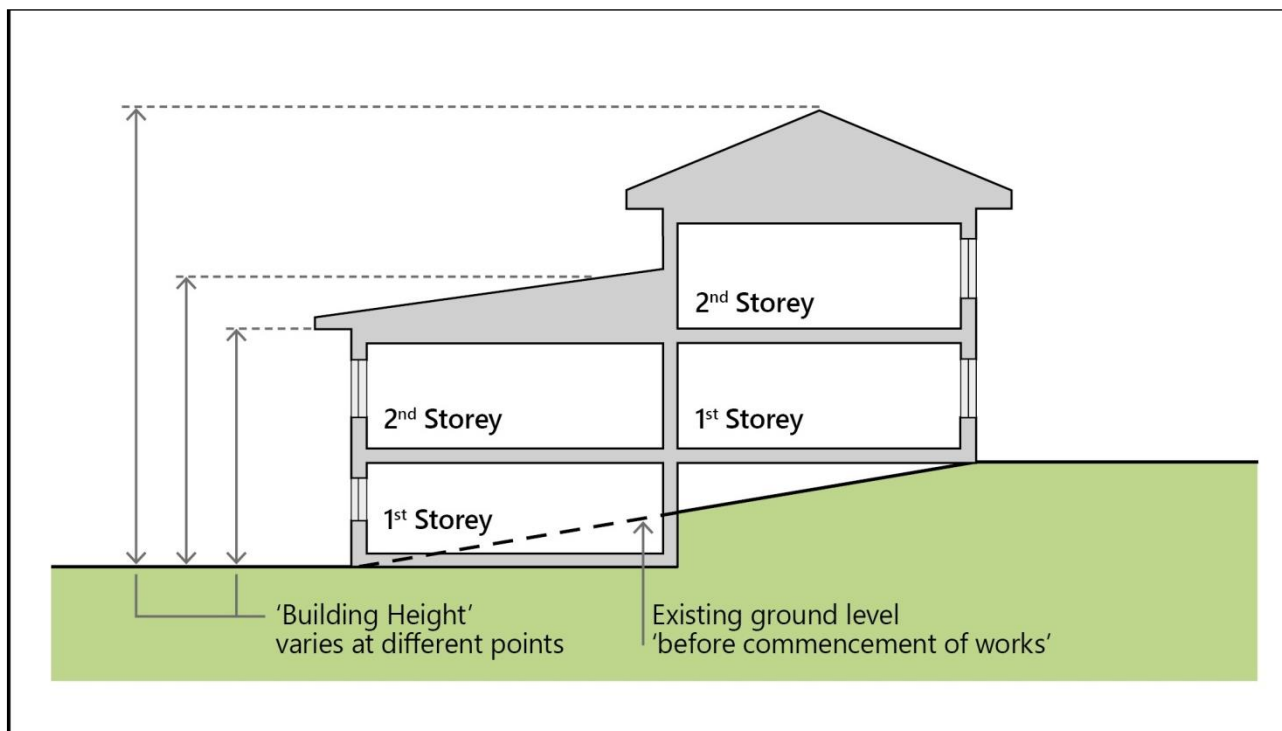 2nd Storey
2nd Storey
1st Storey
1st Storey
‘Building Height’
varies at different points
Existing ground level
‘before commencement of works’